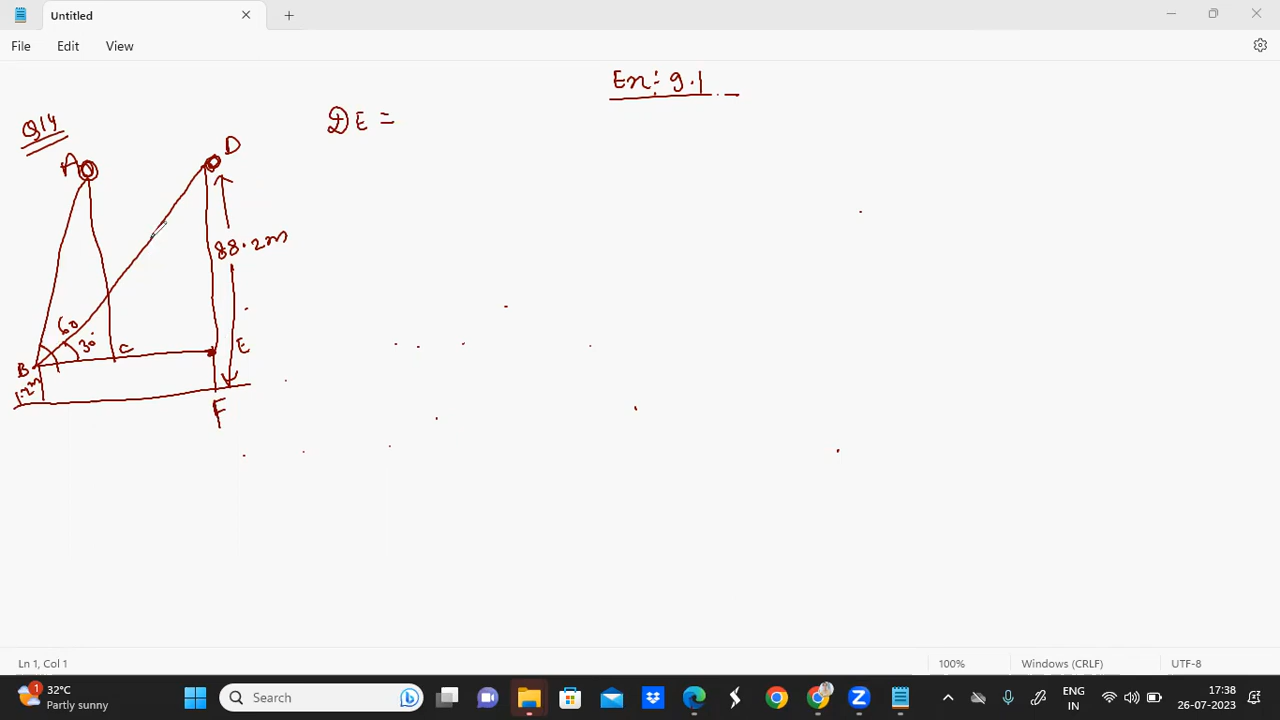 Untitled
File Edit View
Ex: 9.1
Q14
DE =
A
D
88.2m
60
30°
B
C
E
1.2m
F
Ln 1, Col 1
100%
Windows (CRLF)
UTF-8
1
32°C
Partly sunny
Search
ENG
IN
17:38
26-07-2023